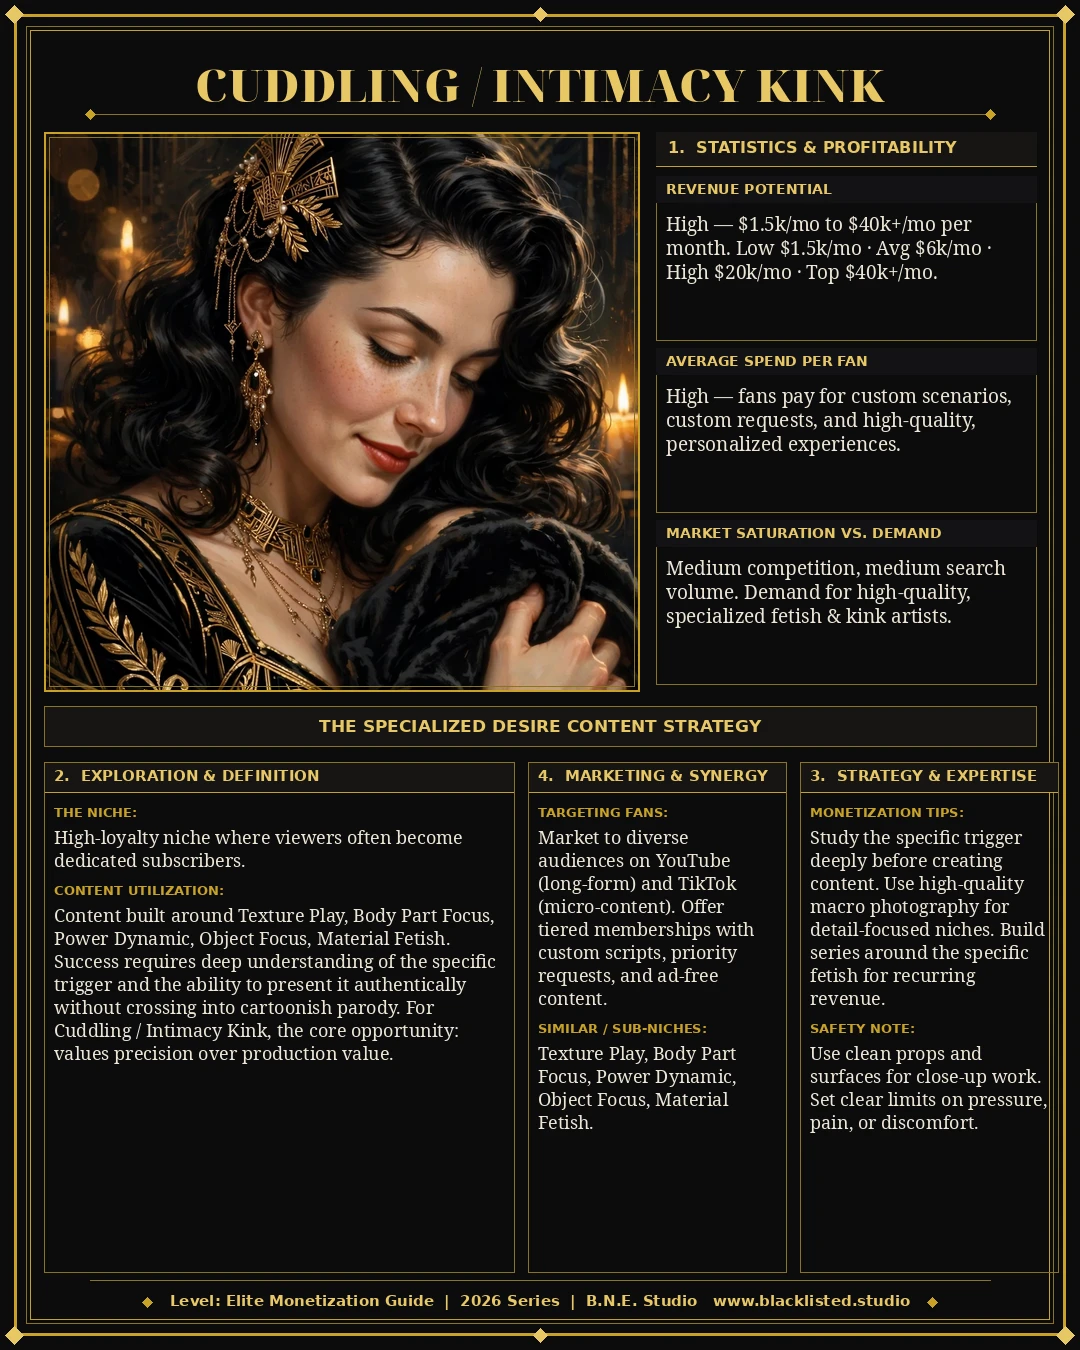 CUDDLING / INTIMACY KINK
1. STATISTICS & PROFITABILITY
REVENUE POTENTIAL
High — $1.5k/mo to $40k+/mo per
month. Low $1.5k/mo · Avg $6k/mo ·
High $20k/mo · Top $40k+/mo.
AVERAGE SPEND PER FAN
High — fans pay for custom scenarios,
custom requests, and high-quality,
personalized experiences.
MARKET SATURATION VS. DEMAND
Medium competition, medium search
volume. Demand for high-quality,
specialized fetish & kink artists.
THE SPECIALIZED DESIRE CONTENT STRATEGY
2. EXPLORATION & DEFINITION
THE NICHE:
High-loyalty niche where viewers often become
dedicated subscribers.
CONTENT UTILIZATION:
Content built around Texture Play, Body Part Focus,
Power Dynamic, Object Focus, Material Fetish.
Success requires deep understanding of the specific
trigger and the ability to present it authentically
without crossing into cartoonish parody. For
Cuddling / Intimacy Kink, the core opportunity:
values precision over production value.
4. MARKETING & SYNERGY
TARGETING FANS:
Market to diverse
audiences on YouTube
(long-form) and TikTok
(micro-content). Offer
tiered memberships with
custom scripts, priority
requests, and ad-free
content.
SIMILAR / SUB-NICHES:
Texture Play, Body Part
Focus, Power Dynamic,
Object Focus, Material
Fetish.
3. STRATEGY & EXPERTISE
MONETIZATION TIPS:
Study the specific trigger
deeply before creating
content. Use high-quality
macro photography for
detail-focused niches. Build
series around the specific
fetish for recurring
revenue.
SAFETY NOTE:
Use clean props and
surfaces for close-up work.
Set clear limits on pressure,
pain, or discomfort.
Level: Elite Monetization Guide | 2026 Series | B.N.E. Studio www.blacklisted.studio